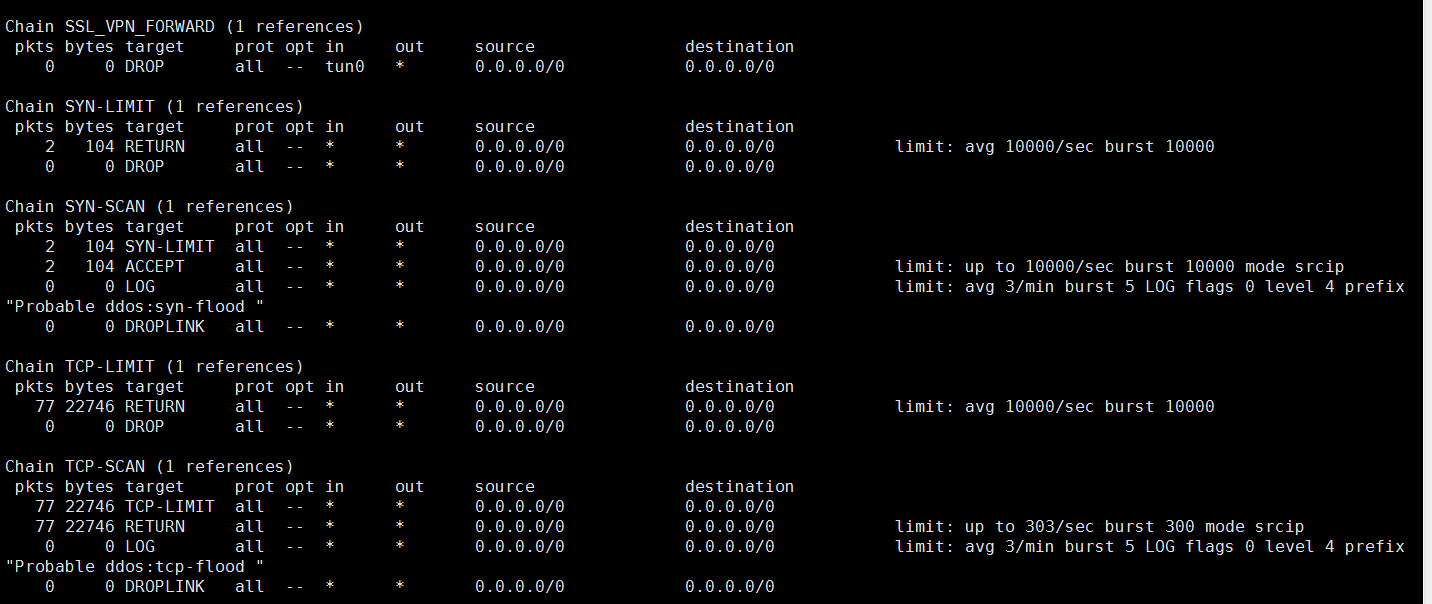 Chain SSL_VPN_FORWARD (1 references)
 pkts bytes target     prot opt in     out     source               destination
    0     0 DROP       all  --  tun0   *       0.0.0.0/0            0.0.0.0/0

Chain SYN-LIMIT (1 references)
 pkts bytes target     prot opt in     out     source               destination
    2   104 RETURN     all  --  *      *       0.0.0.0/0            0.0.0.0/0            limit: avg 10000/sec burst 10000
    0     0 DROP       all  --  *      *       0.0.0.0/0            0.0.0.0/0

Chain SYN-SCAN (1 references)
 pkts bytes target     prot opt in     out     source               destination
    2   104 SYN-LIMIT  all  --  *      *       0.0.0.0/0            0.0.0.0/0
    2   104 ACCEPT     all  --  *      *       0.0.0.0/0            0.0.0.0/0            limit: up to 10000/sec burst 10000 mode srcip
    0     0 LOG        all  --  *      *       0.0.0.0/0            0.0.0.0/0            limit: avg 3/min burst 5 LOG flags 0 level 4 prefix
"Probable ddos:syn-flood "
    0     0 DROPLINK   all  --  *      *       0.0.0.0/0            0.0.0.0/0

Chain TCP-LIMIT (1 references)
 pkts bytes target     prot opt in     out     source               destination
   77 22746 RETURN     all  --  *      *       0.0.0.0/0            0.0.0.0/0            limit: avg 10000/sec burst 10000
    0     0 DROP       all  --  *      *       0.0.0.0/0            0.0.0.0/0

Chain TCP-SCAN (1 references)
 pkts bytes target     prot opt in     out     source               destination
   77 22746 TCP-LIMIT  all  --  *      *       0.0.0.0/0            0.0.0.0/0
   77 22746 RETURN     all  --  *      *       0.0.0.0/0            0.0.0.0/0            limit: up to 303/sec burst 300 mode srcip
    0     0 LOG        all  --  *      *       0.0.0.0/0            0.0.0.0/0            limit: avg 3/min burst 5 LOG flags 0 level 4 prefix
"Probable ddos:tcp-flood "
    0     0 DROPLINK   all  --  *      *       0.0.0.0/0            0.0.0.0/0